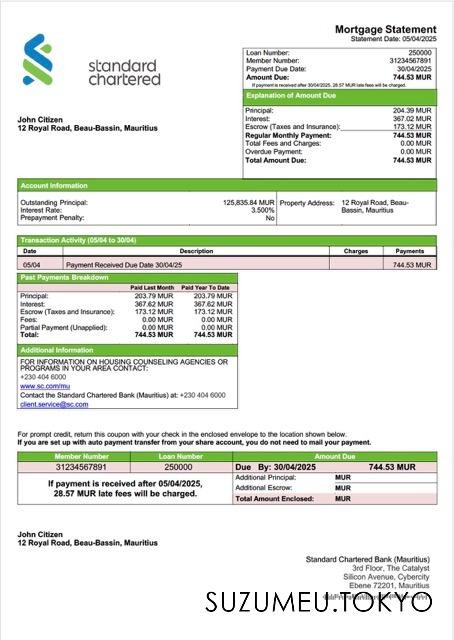 Mortgage Statement
Statement Date: 05/04/2025
standard
chartered
Loan Number: 250000
Member Number: 31234567891
Payment Due Date: 30/04/2025
Amount Due: 744.53 MUR
If payment is received after 30/04/2025, 28.57 MUR late fees will be charged.
Explanation of Amount Due
Principal: 204.39 MUR
Interest: 367.02 MUR
Escrow (Taxes and Insurance): 173.12 MUR
Regular Monthly Payment: 744.53 MUR
Total Fees and Charges: 0.00 MUR
Overdue Payment: 0.00 MUR
Total Amount Due: 744.53 MUR
John Citizen
12 Royal Road, Beau-Bassin, Mauritius
Account Information
Outstanding Principal: 125,835.84 MUR Property Address: 12 Royal Road, Beau-
Interest Rate: 3.500% Bassin, Mauritius
Prepayment Penalty: No
Transaction Activity (05/04 to 30/04)
Date Description Charges Payments
05/04 Payment Received Due Date 30/04/25 744.53 MUR
Past Payments Breakdown
Paid Last Month Paid Year To Date
Principal: 203.79 MUR 203.79 MUR
Interest: 367.62 MUR 367.62 MUR
Escrow (Taxes and Insurance): 173.12 MUR 173.12 MUR
Fees: 0.00 MUR 0.00 MUR
Partial Payment (Unapplied): 0.00 MUR 0.00 MUR
Total: 744.53 MUR 744.53 MUR
Additional Information
FOR INFORMATION ON HOUSING COUNSELING AGENCIES OR
PROGRAMS IN YOUR AREA CONTACT:
+230 404 6000
www.sc.com/mu
Contact the Standard Chartered Bank (Mauritius) at: +230 404 6000
client.service@sc.com
For prompt credit, return this coupon with your check in the enclosed envelope to the location shown below.
If you are set up with auto payment transfer from your share account, you do not need to mail your payment.
Member Number Loan Number Amount Due
31234567891 250000 Due By: 30/04/2025 744.53 MUR
If payment is received after 05/04/2025,
28.57 MUR late fees will be charged.
Additional Principal: MUR
Additional Escrow: MUR
Total Amount Enclosed: MUR
John Citizen
12 Royal Road, Beau-Bassin, Mauritius
Standard Chartered Bank (Mauritius)
3rd Floor, The Catalyst
Silicon Avenue, Cybercity
Ebene 72201, Mauritius
SUZUMEU.TOKYO